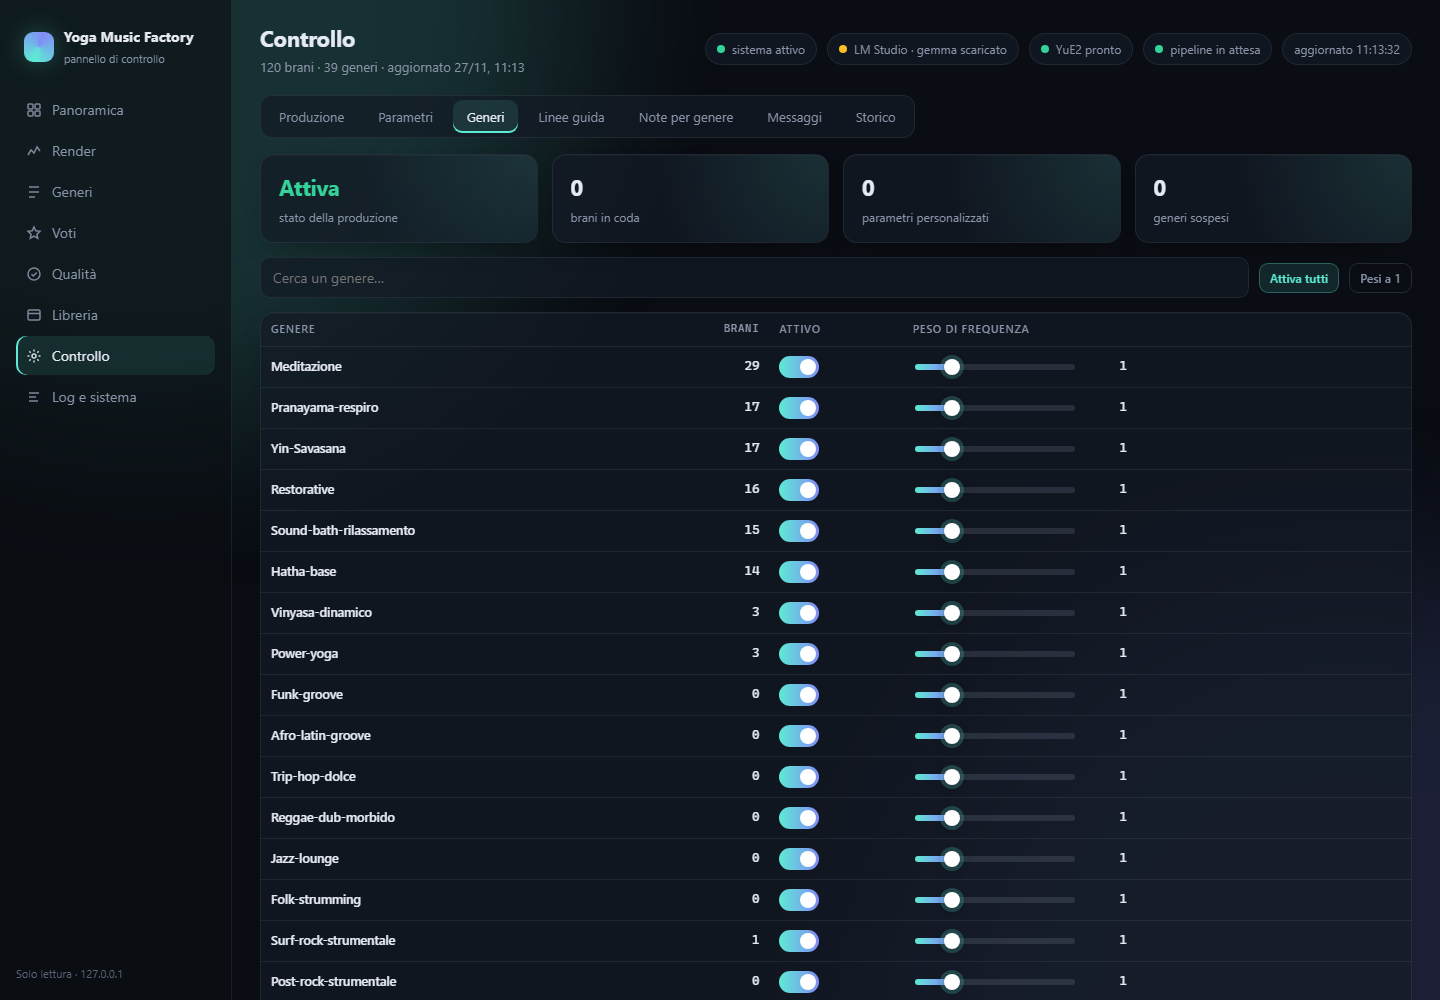 Yoga Music Factory
pannello di controllo
Panoramica
Render
Generi
Voti
Qualità
Libreria
Controllo
Log e sistema
Solo lettura · 127.0.0.1
Controllo
120 brani · 39 generi · aggiornato 27/11, 11:13
sistema attivo
LM Studio · gemma scaricato
YuE2 pronto
pipeline in attesa
aggiornato 11:13:32
Produzione Parametri Generi Linee guida Note per genere Messaggi Storico
Attiva
stato della produzione
0
brani in coda
0
parametri personalizzati
0
generi sospesi
Cerca un genere...
Attiva tutti
Pesi a 1
GENERE BRANI ATTIVO PESO DI FREQUENZA
Meditazione 29 1
Pranayama-respiro 17 1
Yin-Savasana 17 1
Restorative 16 1
Sound-bath-rilassamento 15 1
Hatha-base 14 1
Vinyasa-dinamico 3 1
Power-yoga 3 1
Funk-groove 0 1
Afro-latin-groove 0 1
Trip-hop-dolce 0 1
Reggae-dub-morbido 0 1
Jazz-lounge 0 1
Folk-strumming 0 1
Surf-rock-strumentale 1 1
Post-rock-strumentale 0 1